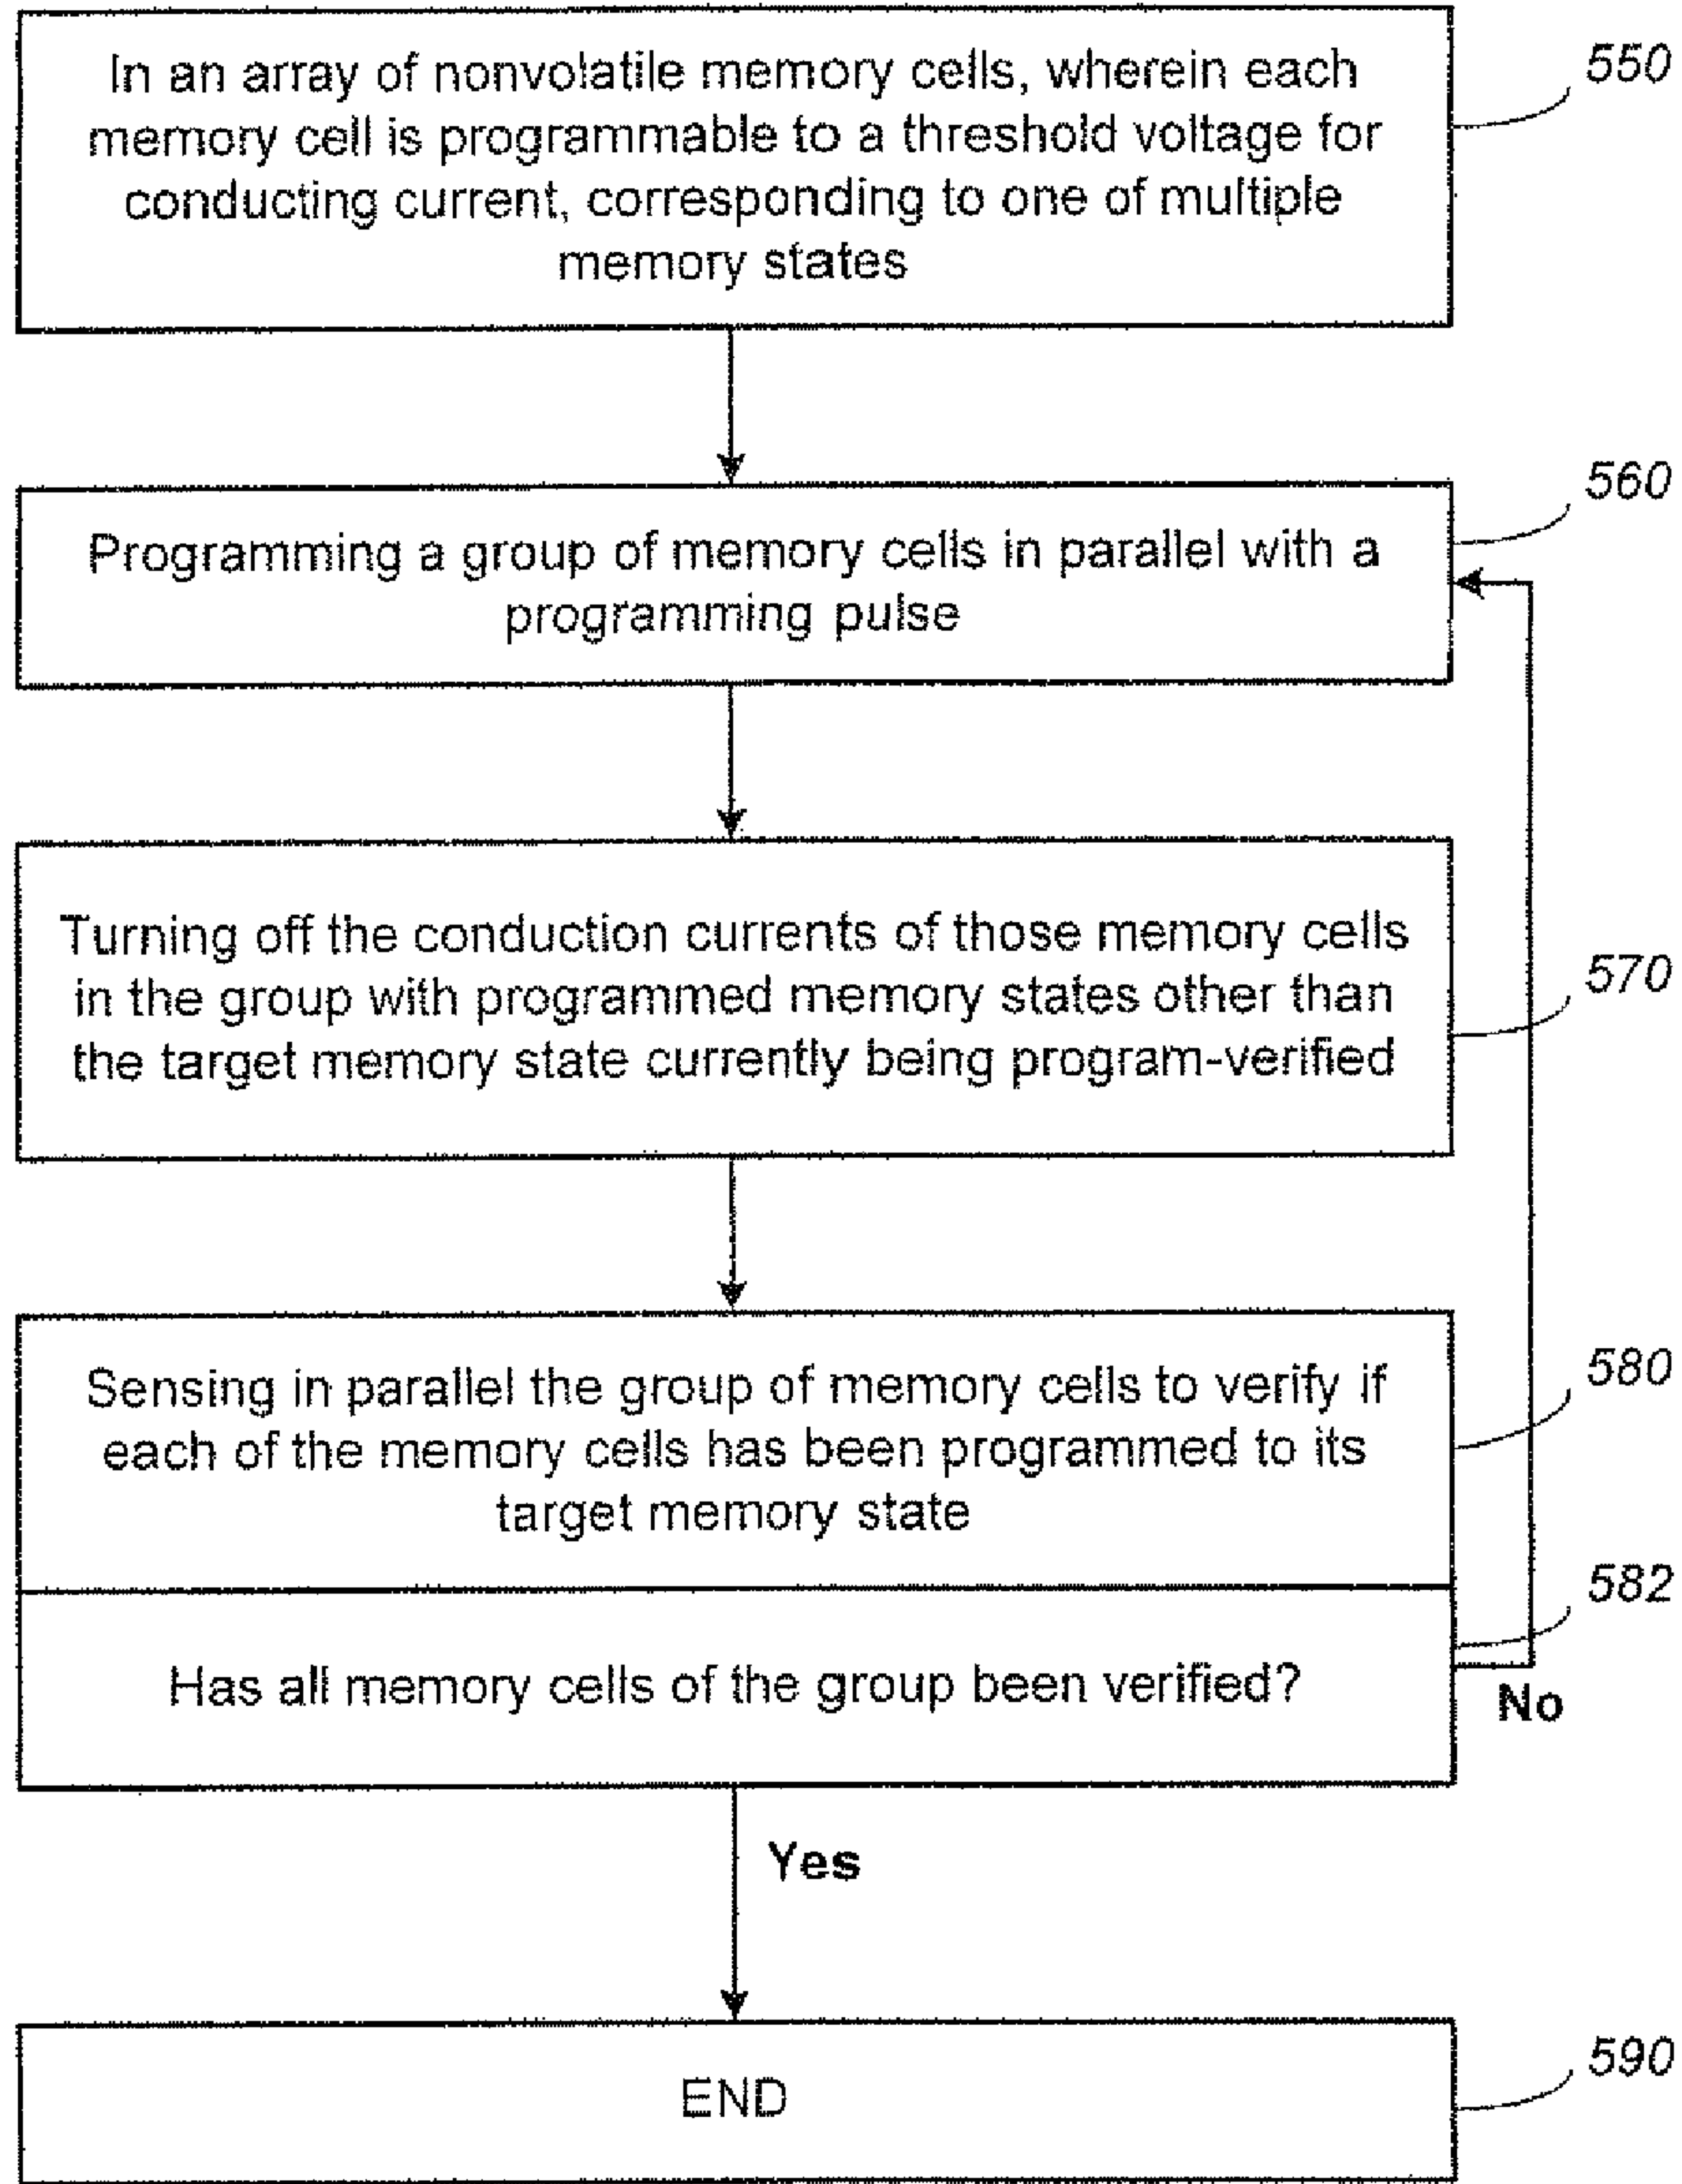 In an array of nonvolatile memory cells, wherein each
memory cell is programmable to a threshold voltage for
conducting current, corresponding to one of multiple
memory states
550
560
Programming a group of memory cells in parallel with a
programming pulse
Turning off the conduction currents of those memory cells
in the group with programmed memory states other than
the target memory state currently being program-verified
570
Sensing in parallel the group of memory cells to verify if
each of the memory cells has been programmed to its
target memory state
580
582
Has all memory cells of the group been verified?
No
Yes
END
590